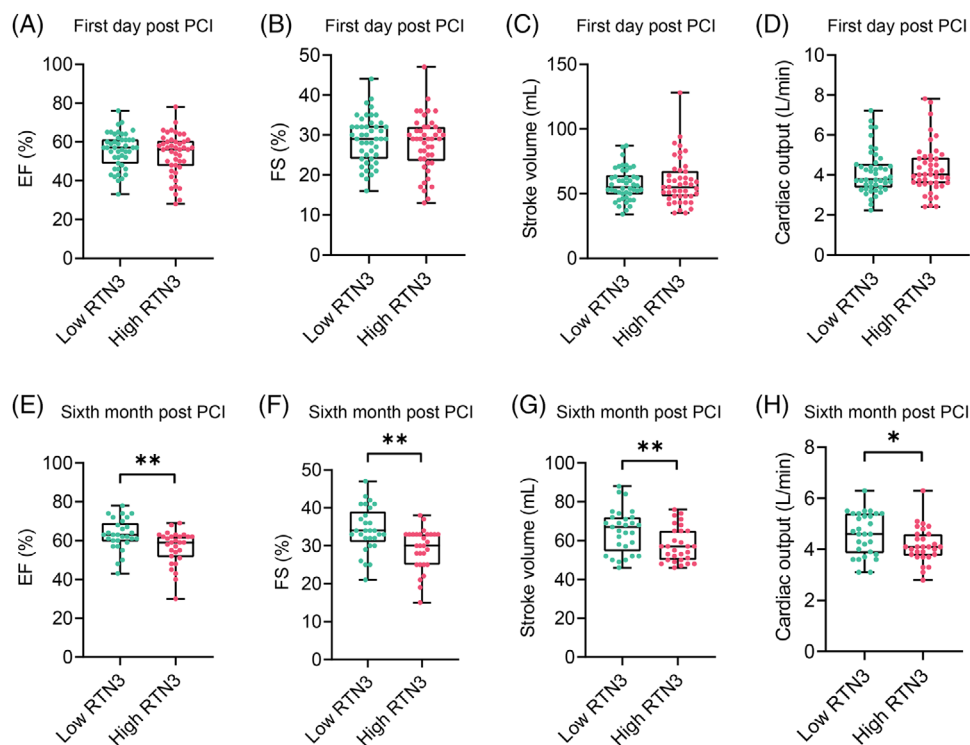 (A) First day post PCI
EF (%)
100
80
60
40
20
0
Low RTN3
High RTN3
(B) First day post PCI
FS (%)
50
40
30
20
10
0
Low RTN3
High RTN3
(C) First day post PCI
Stroke volume (mL)
150
100
50
0
Low RTN3
High RTN3
(D) First day post PCI
Cardiac output (L/min)
10
8
6
4
2
0
Low RTN3
High RTN3
(E) Sixth month post PCI
**
EF (%)
100
80
60
40
20
0
Low RTN3
High RTN3
(F) Sixth month post PCI
**
FS (%)
50
40
30
20
10
0
Low RTN3
High RTN3
(G) Sixth month post PCI
**
Stroke volume (mL)
100
80
60
40
20
0
Low RTN3
High RTN3
(H) Sixth month post PCI
*
Cardiac output (L/min)
8
6
4
2
0
Low RTN3
High RTN3